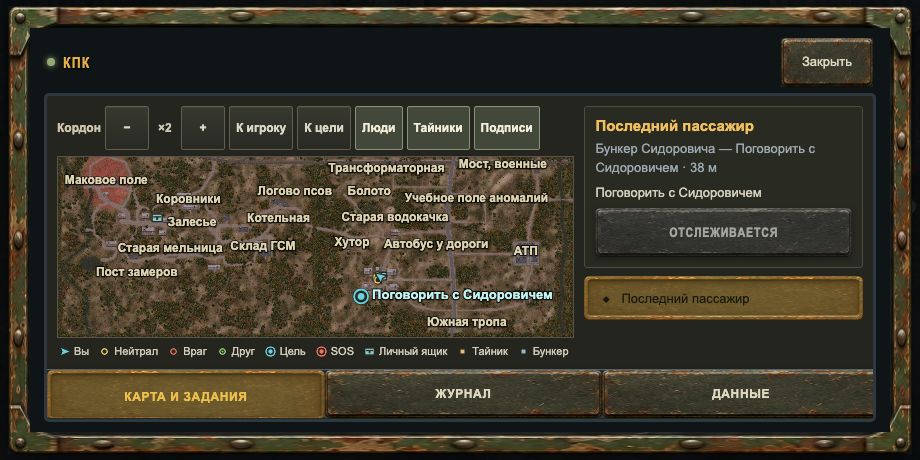 КПК
Закрыть
Кордон
−
×2
+
К игроку
К цели
Люди
Тайники
Подписи
Трансформаторная
Мост, военные
Маковое поле
Логово псов
Болото
Коровники
Учебное поле аномалий
Залесье
Котельная
Старая водокачка
Старая мельница
Склад ГСМ
Хутор
Автобус у дороги
АТП
Пост замеров
Поговорить с Сидоровичем
Южная тропа
Вы
Нейтрал
Враг
Друг
Цель
SOS
Личный ящик
Тайник
Бункер
Последний пассажир
Бункер Сидоровича — Поговорить с
Сидоровичем · 38 м
Поговорить с Сидоровичем
ОТСЛЕЖИВАЕТСЯ
Последний пассажир
КАРТА И ЗАДАНИЯ
ЖУРНАЛ
ДАННЫЕ